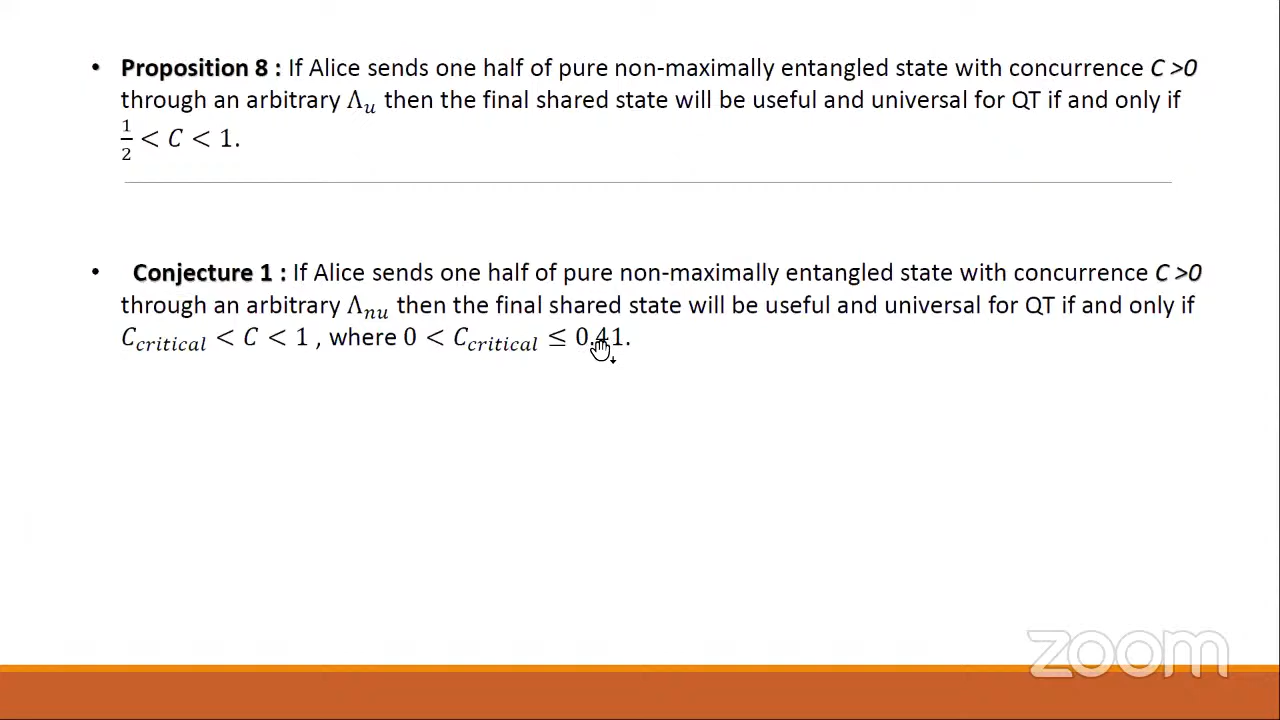 • Proposition 8 : If Alice sends one half of pure non-maximally entangled state with concurrence C >0
through an arbitrary Λ_u then the final shared state will be useful and universal for QT if and only if
1/2 < C < 1.
• Conjecture 1 : If Alice sends one half of pure non-maximally entangled state with concurrence C >0
through an arbitrary Λ_nu then the final shared state will be useful and universal for QT if and only if
C_critical < C < 1 , where 0 < C_critical ≤ 0.41.
zoom